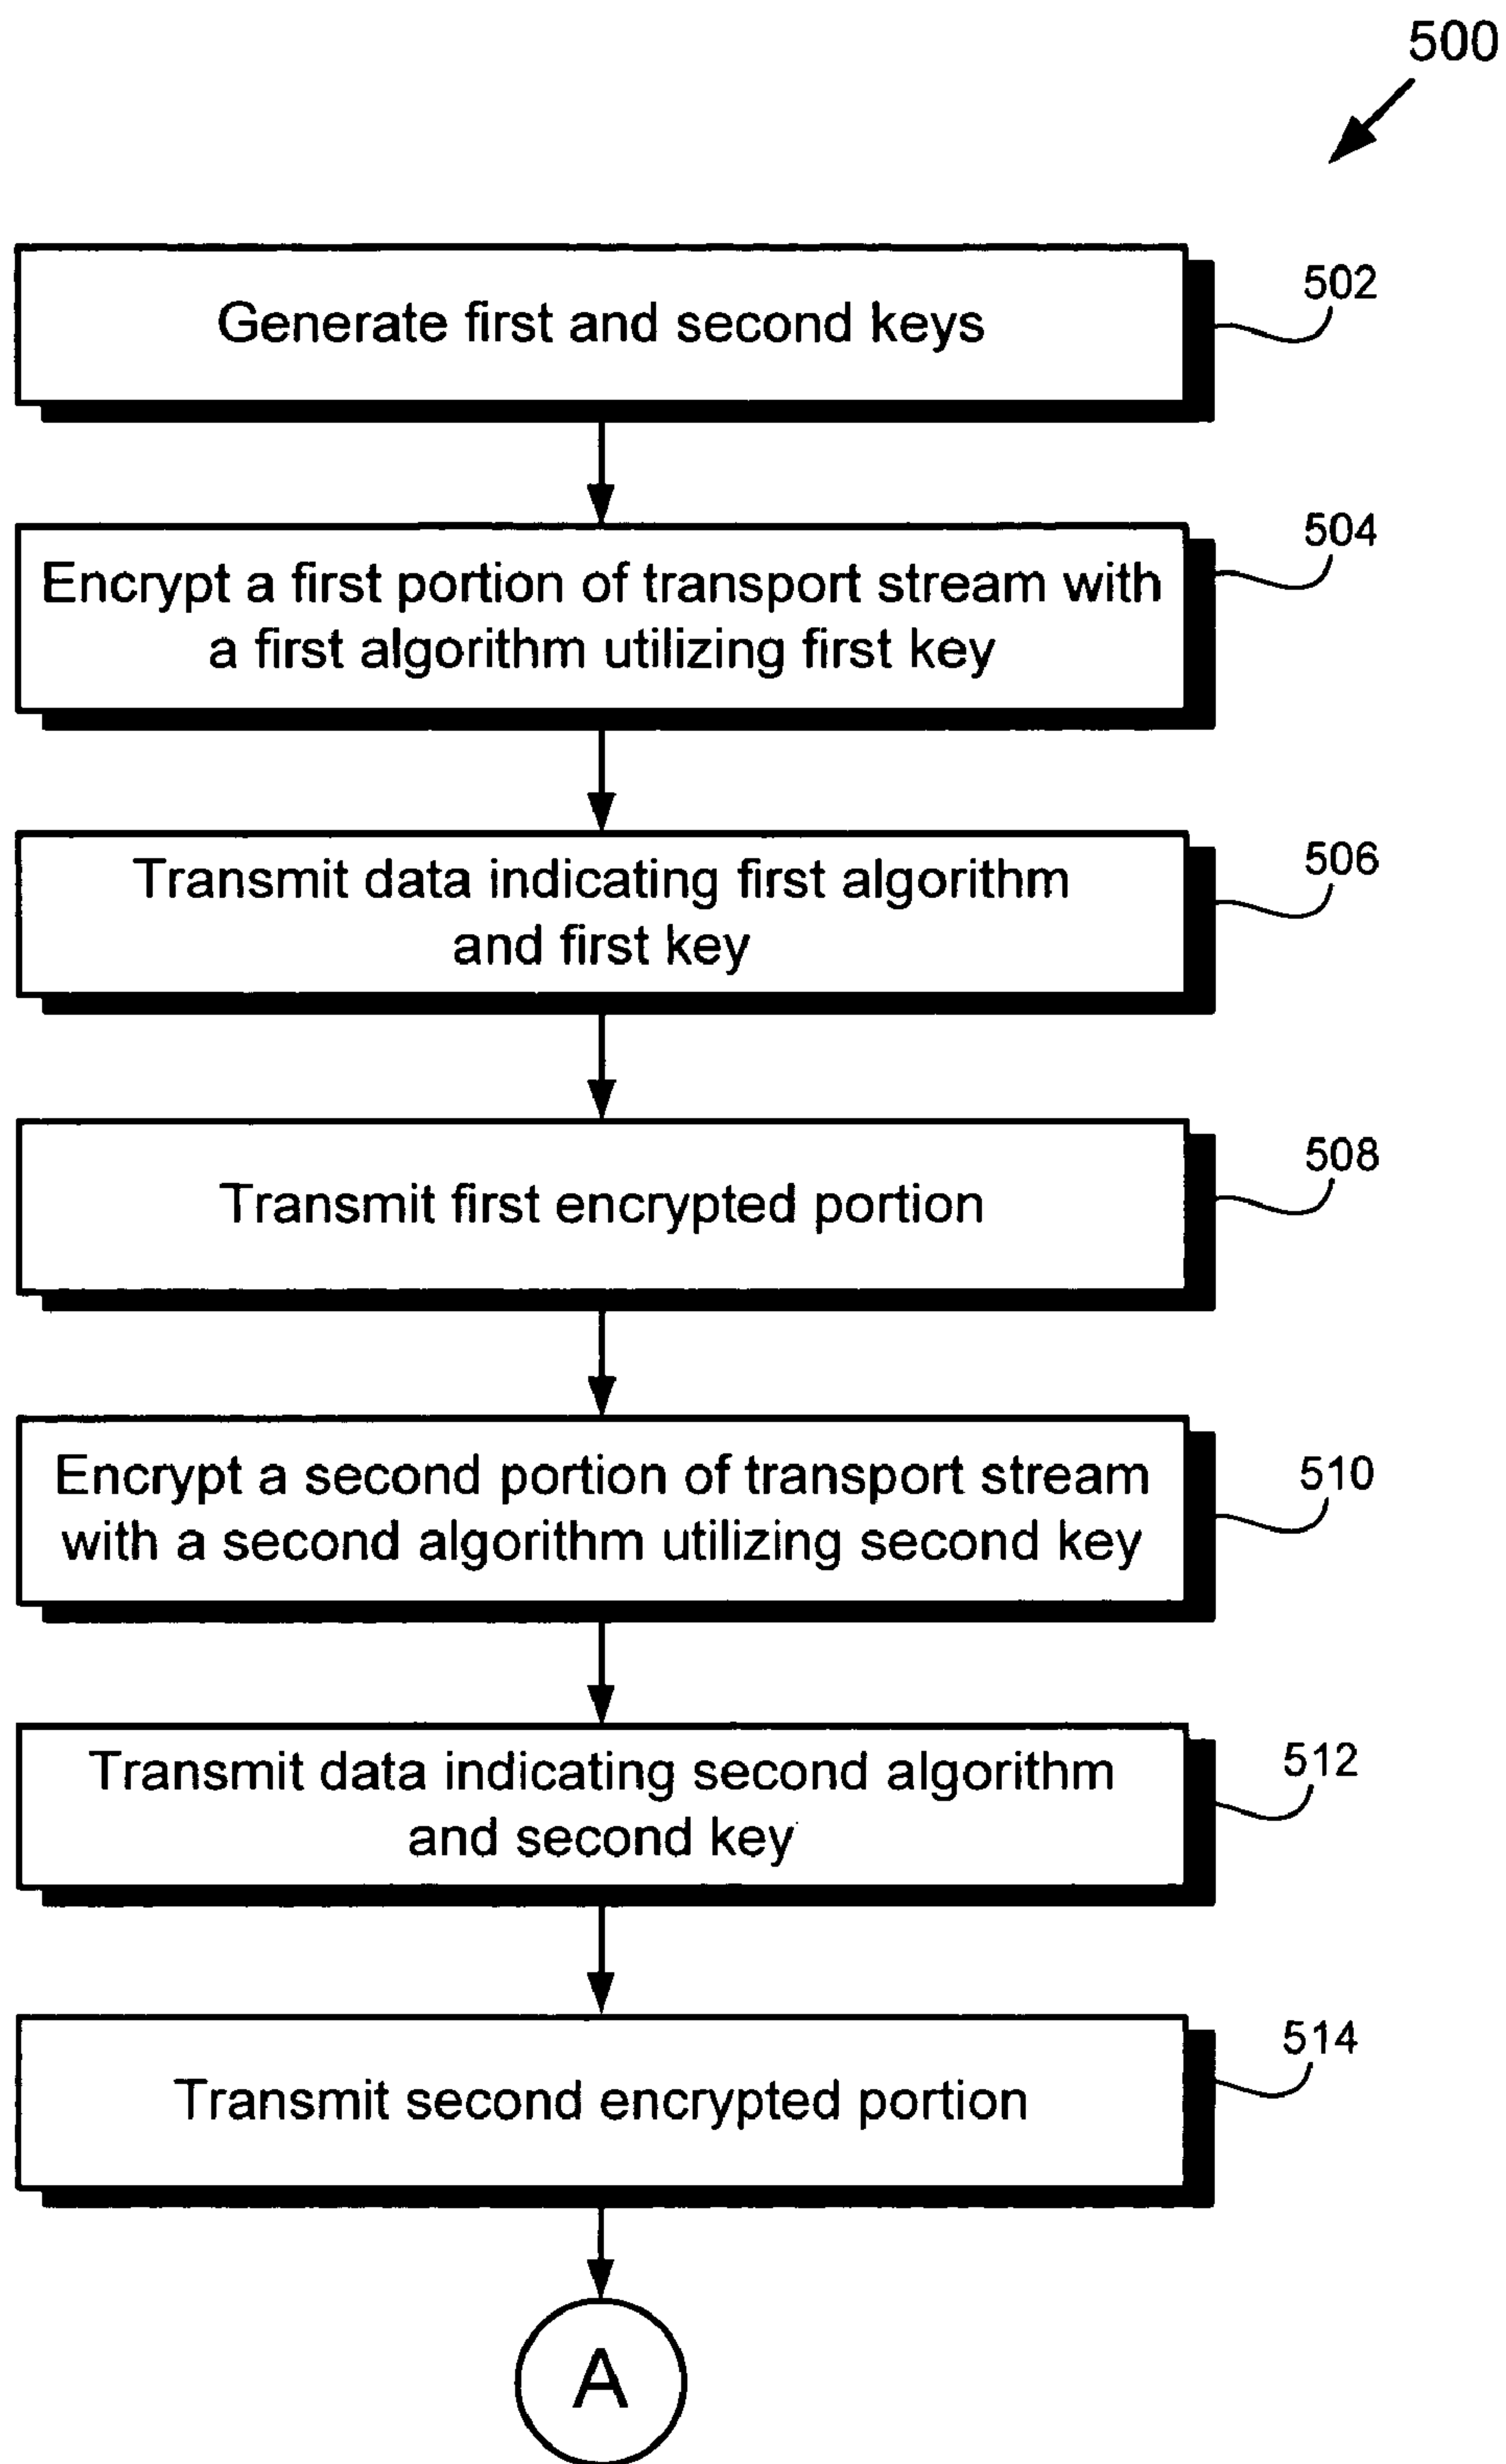 500
Generate first and second keys
502
Encrypt a first portion of transport stream with
a first algorithm utilizing first key
504
Transmit data indicating first algorithm
and first key
506
Transmit first encrypted portion
508
Encrypt a second portion of transport stream
with a second algorithm utilizing second key
510
Transmit data indicating second algorithm
and second key
512
Transmit second encrypted portion
514
A